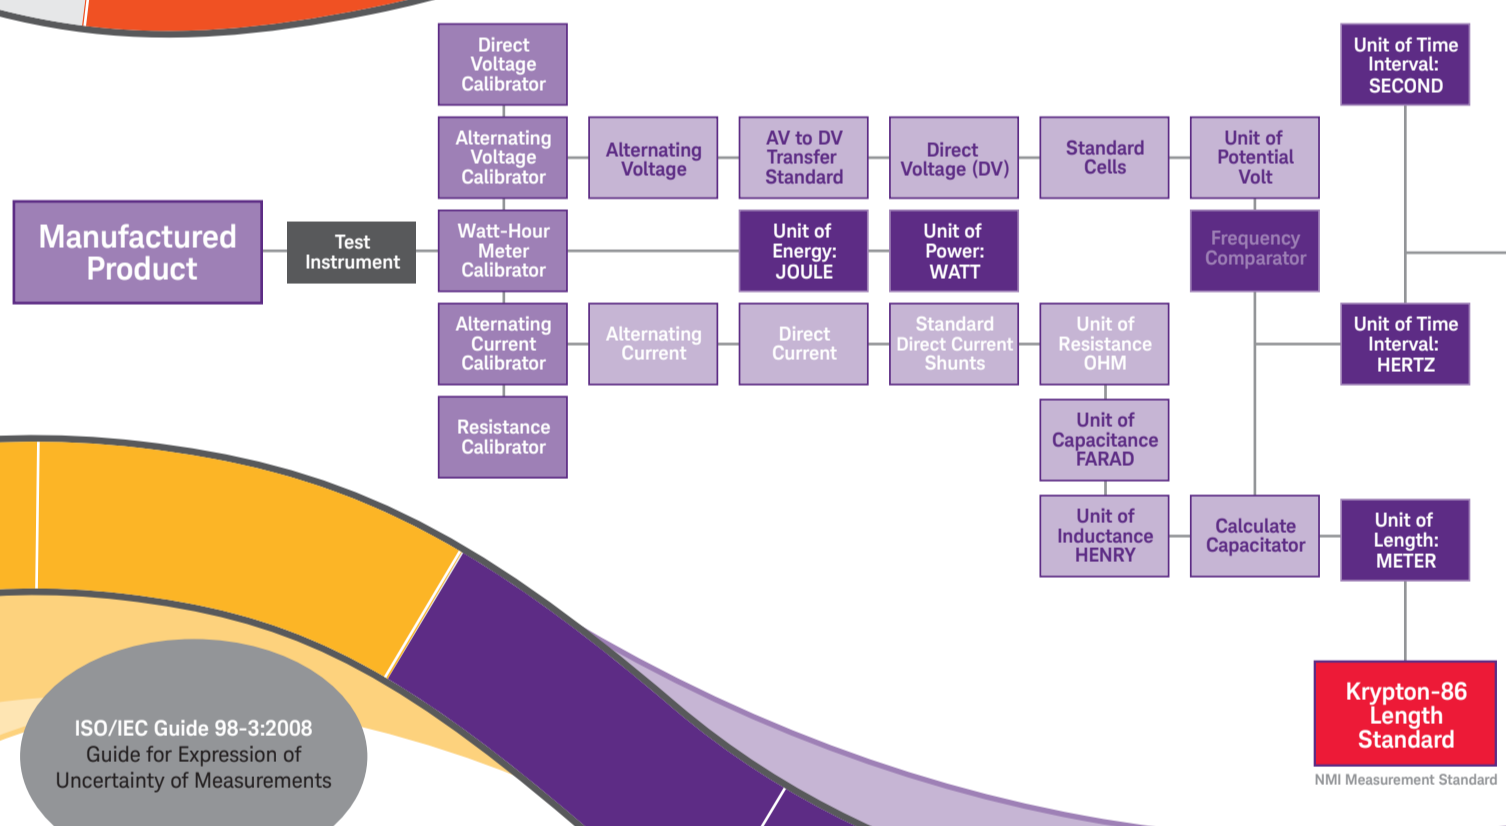 Direct
Voltage
Calibrator
Unit of Time
Interval:
SECOND
Alternating
Voltage
Calibrator
Alternating
Voltage
AV to DV
Transfer
Standard
Direct
Voltage (DV)
Standard
Cells
Unit of
Potential
Volt
Manufactured
Product
Test
Instrument
Watt-Hour
Meter
Calibrator
Unit of
Energy:
JOULE
Unit of
Power:
WATT
Frequency
Comparator
Alternating
Current
Calibrator
Alternating
Current
Direct
Current
Standard
Direct Current
Shunts
Unit of
Resistance
OHM
Unit of Time
Interval:
HERTZ
Resistance
Calibrator
Unit of
Capacitance
FARAD
Unit of
Inductance
HENRY
Calculate
Capacitator
Unit of
Length:
METER
Krypton-86
Length
Standard
NMI Measurement Standard
ISO/IEC Guide 98-3:2008
Guide for Expression of
Uncertainty of Measurements